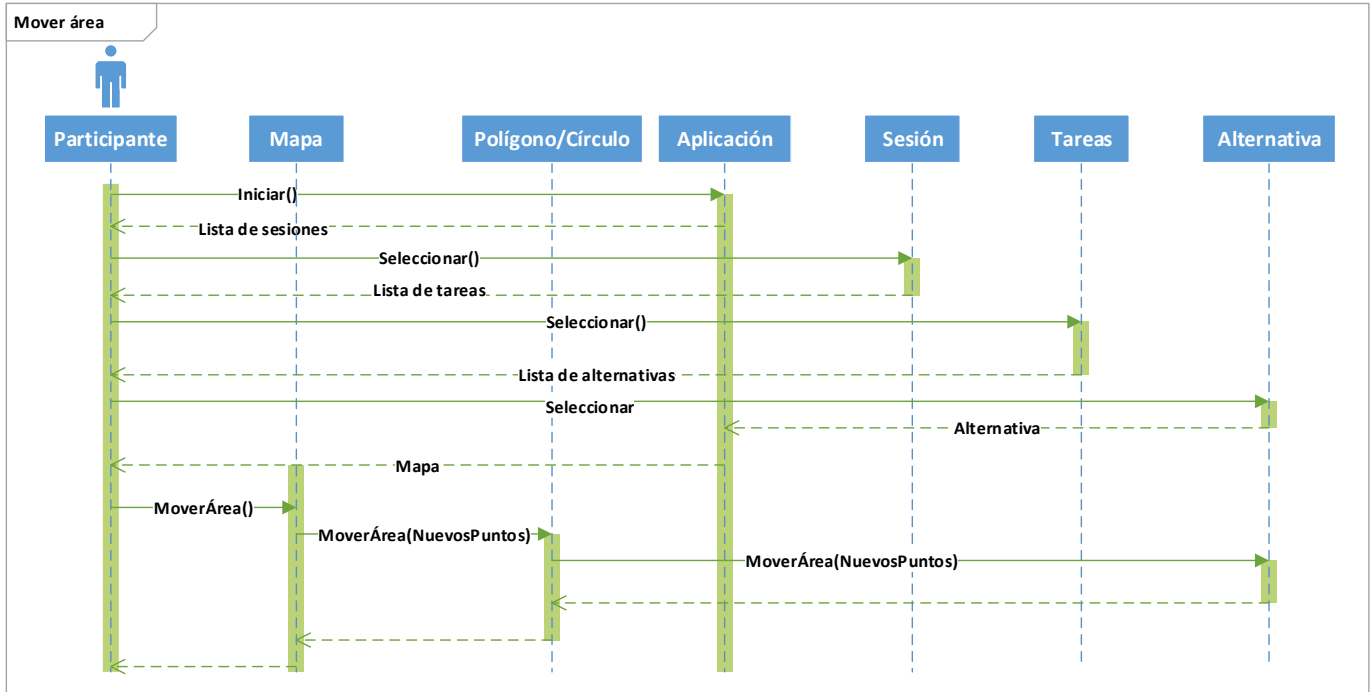 Mover área
Participante
Mapa
Polígono/Círculo
Aplicación
Sesión
Tareas
Alternativa
Iniciar()
Lista de sesiones
Seleccionar()
Lista de tareas
Seleccionar()
Lista de alternativas
Seleccionar
Alternativa
Mapa
MoverÁrea()
MoverÁrea(NuevosPuntos)
MoverÁrea(NuevosPuntos)